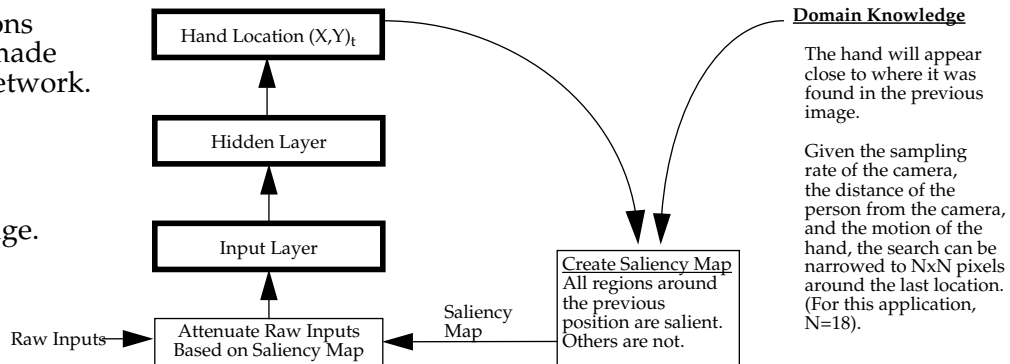 ons
made
etwork.
ge.
Hand Location (X,Y)t
Hidden Layer
Input Layer
Raw Inputs
Attenuate Raw Inputs
Based on Saliency Map
Saliency
Map
Create Saliency Map
All regions around
the previous
position are salient.
Others are not.
Domain Knowledge
The hand will appear
close to where it was
found in the previous
image.
Given the sampling
rate of the camera,
the distance of the
person from the camera,
and the motion of the
hand, the search can be
narrowed to NxN pixels
around the last location.
(For this application,
N=18).